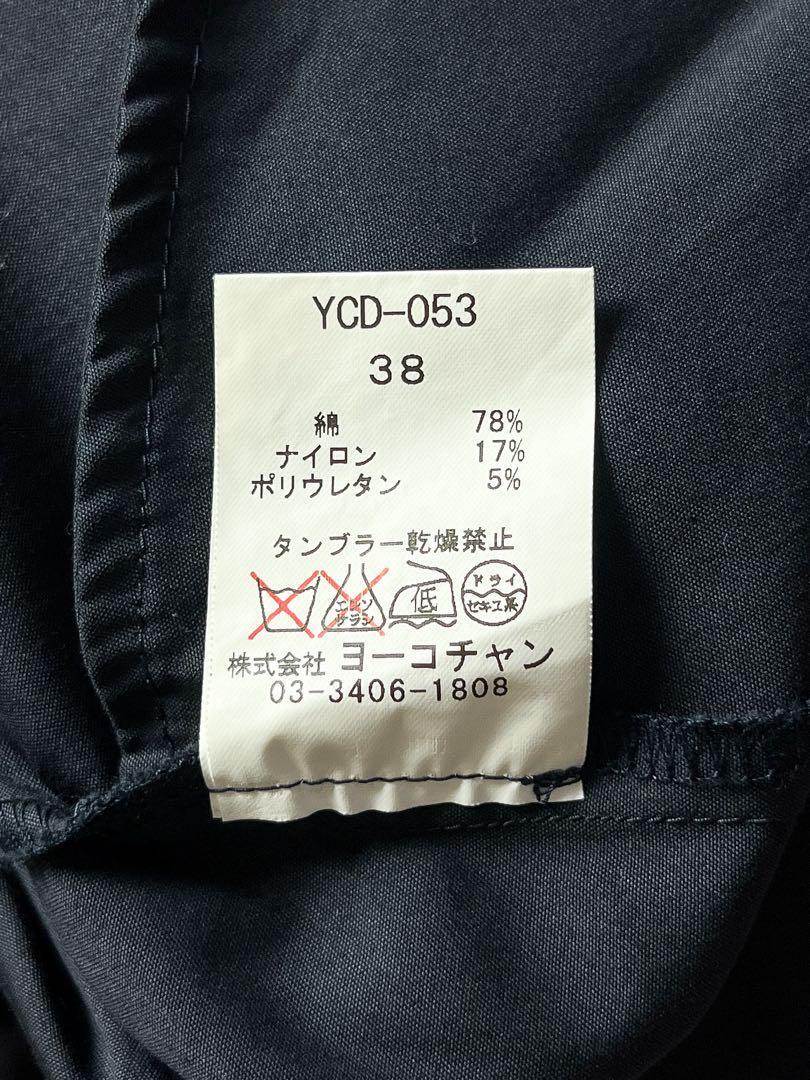 YCD-053
38
綿 78%
ナイロン 17%
ポリウレタン 5%
タンブラー乾燥禁止
エンソ サラシ 低 ドライ セキユ系
株式会社 ヨーコチャン
03-3406-1808